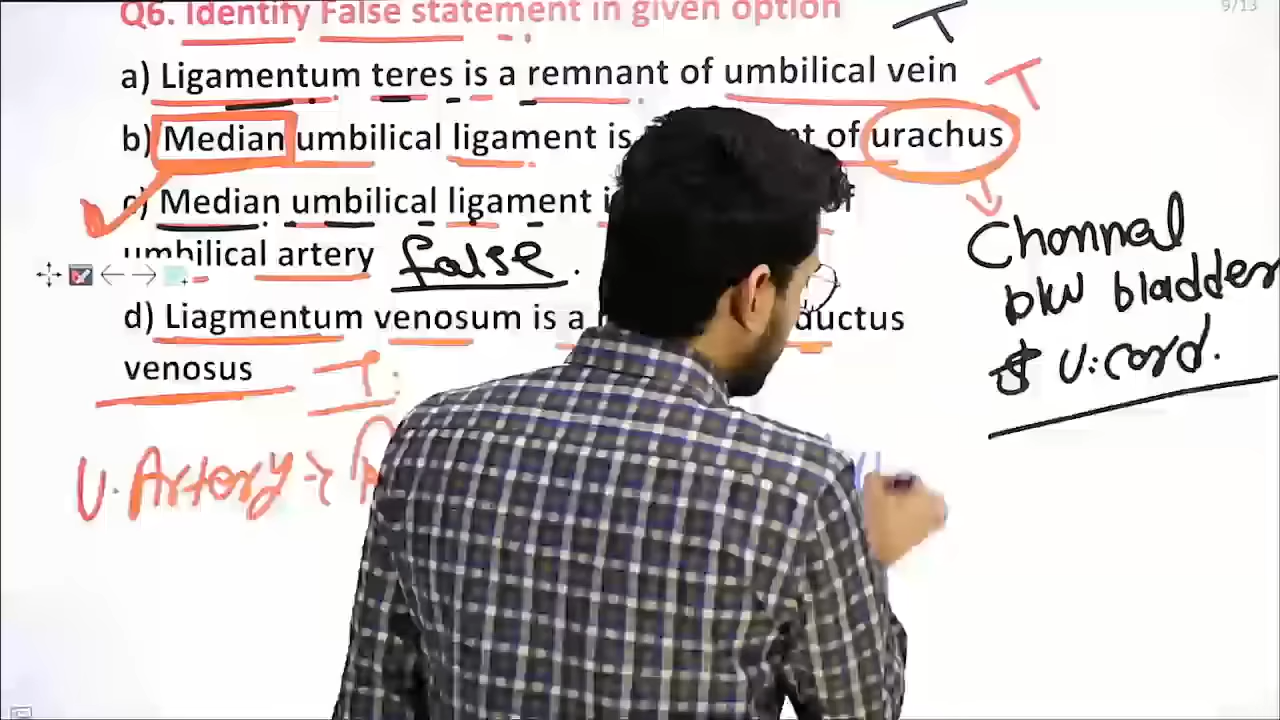 Q6. Identify False statement in given option
a) Ligamentum teres is a remnant of umbilical vein
T
T
b) Median umbilical ligament is t of urachus
c) Median umbilical ligament i f
umbilical artery false.
d) Liagmentum venosum is a ductus
venosus T:
Chonnal
b\W bladder
& U.cord.
U. Artery →
9/13